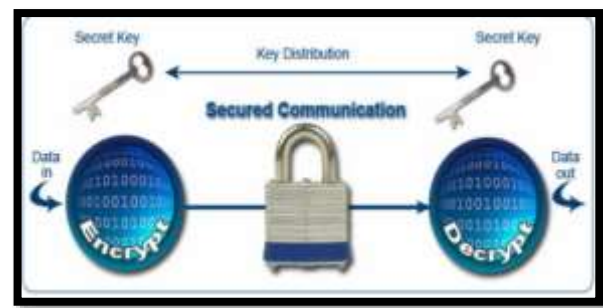 Secret Key
Secret Key
Key Distribution
Secured Communication
Data
in
Data
out
Encrypt
Decrypt